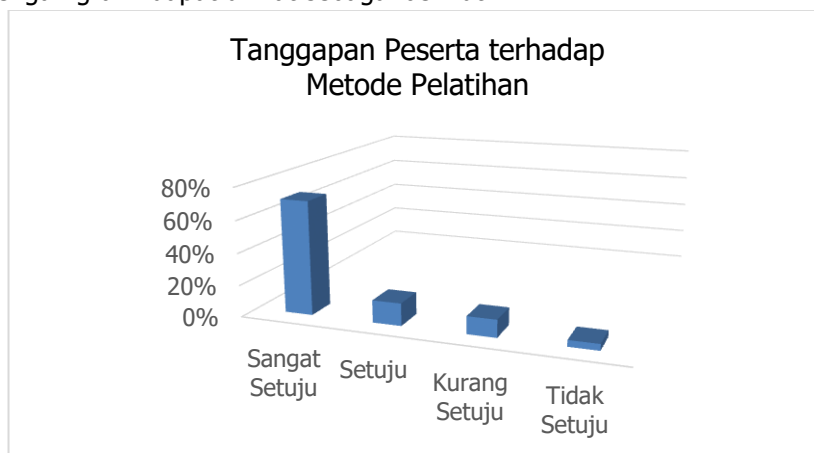 Tanggapan Peserta terhadap
Metode Pelatihan
80%
60%
40%
20%
0%
Sangat
Setuju
Setuju
Kurang
Setuju
Tidak
Setuju